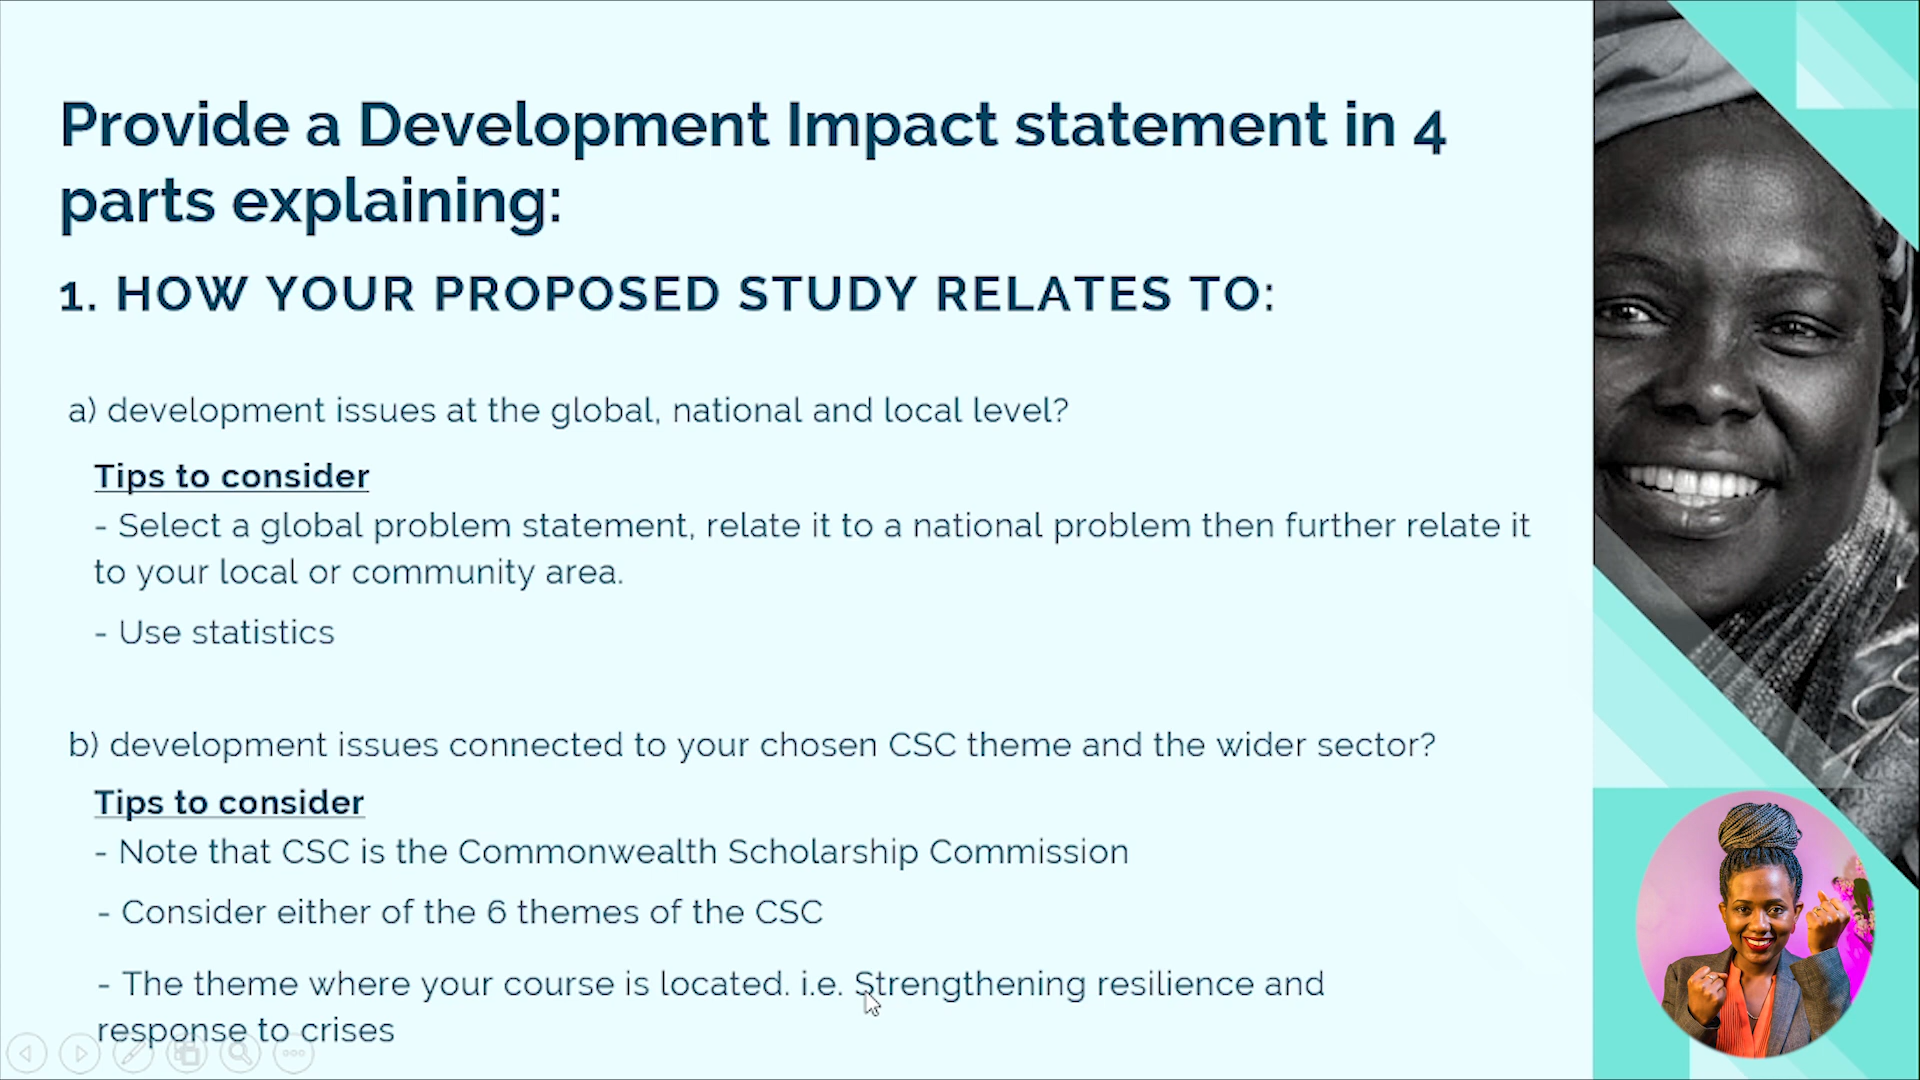 Provide a Development Impact statement in 4
parts explaining:
1. HOW YOUR PROPOSED STUDY RELATES TO:
a) development issues at the global, national and local level?
Tips to consider
- Select a global problem statement, relate it to a national problem then further relate it
to your local or community area.
- Use statistics
b) development issues connected to your chosen CSC theme and the wider sector?
Tips to consider
- Note that CSC is the Commonwealth Scholarship Commission
- Consider either of the 6 themes of the CSC
- The theme where your course is located. i.e. Strengthening resilience and
response to crises